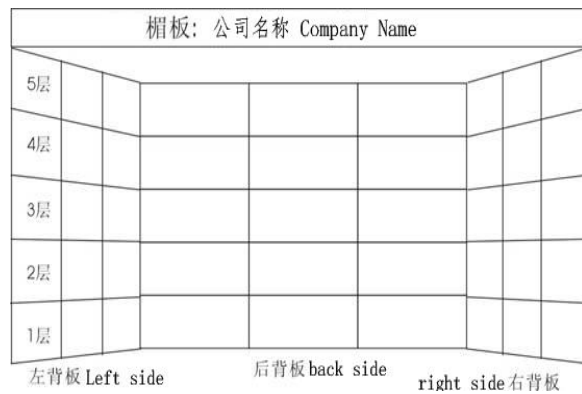 楣板: 公司名称 Company Name
5层
4层
3层
2层
1层
左背板 Left side
后背板 back side
right side 右背板